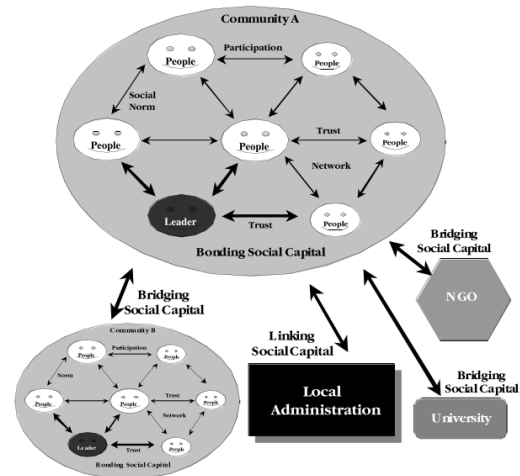 Community A
Participation
People
People
Social
Norm
People
People
Trust
People
Network
Leader
Trust
People
Bonding Social Capital
Bridging
Social Capital
NGO
Bridging
Social Capital
Linking
Social Capital
Local
Administration
Bridging
Social Capital
University
Community B
Participation
People
People
Norm
People
People
Trust
People
Network
Leader
Trust
People
Bonding Social Capital